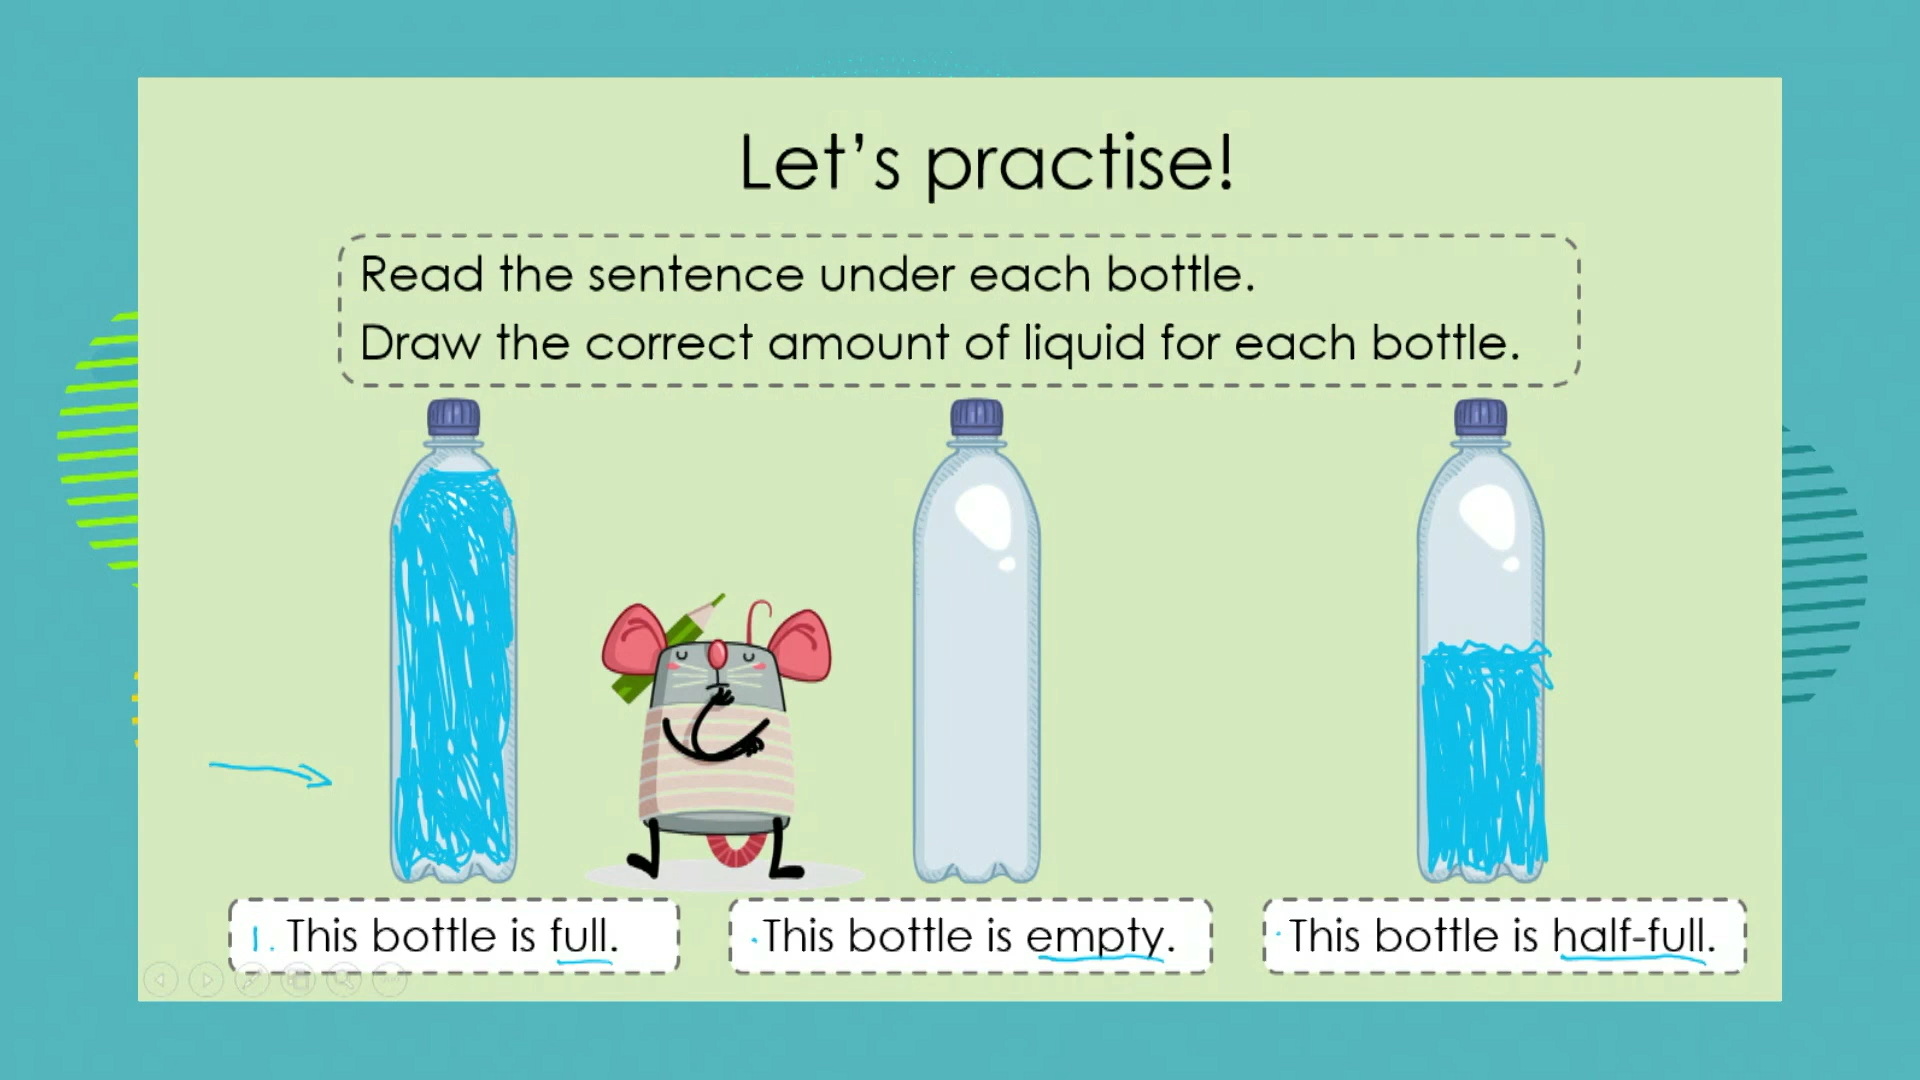 Let's practise!
Read the sentence under each bottle.
Draw the correct amount of liquid for each bottle.
1. This bottle is full.
This bottle is empty.
This bottle is half-full.